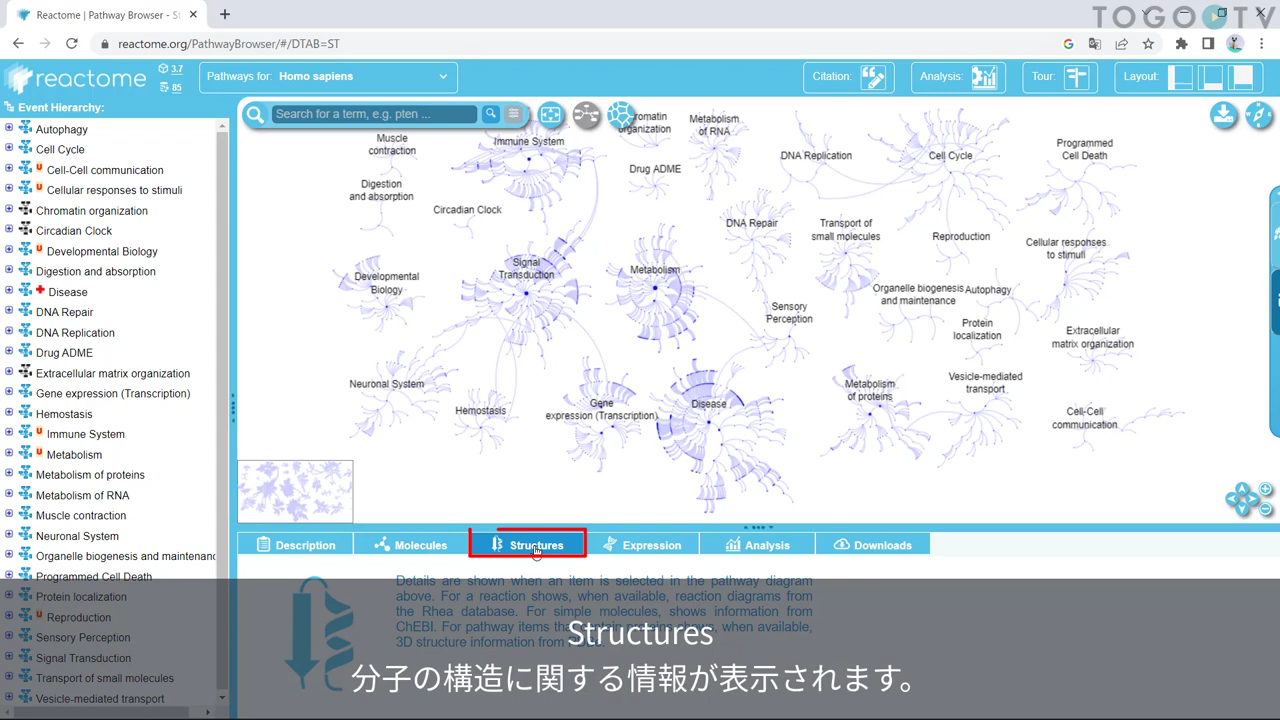 Reactome | Pathway Browser - S
TOGO TV
reactome.org/PathwayBrowser/#/DTAB=ST
reactome
3.7
85
Pathways for: Homo sapiens
Citation:
Analysis:
Tour:
Layout:
Event Hierarchy:
Autophagy
Cell Cycle
Cell-Cell communication
Cellular responses to stimuli
Chromatin organization
Circadian Clock
Developmental Biology
Digestion and absorption
Disease
DNA Repair
DNA Replication
Drug ADME
Extracellular matrix organization
Gene expression (Transcription)
Hemostasis
Immune System
Metabolism
Metabolism of proteins
Metabolism of RNA
Muscle contraction
Neuronal System
Organelle biogenesis and maintenanc
Programmed Cell Death
Protein localization
Reproduction
Sensory Perception
Signal Transduction
Transport of small molecules
Vesicle-mediated transport
Search for a term, e.g. pten ...
Muscle
contraction
Immune System
organization
Metabolism
of RNA
Drug ADME
DNA Replication
Cell Cycle
Programmed
Cell Death
Digestion
and absorption
Circadian Clock
DNA Repair
Transport of
small molecules
Reproduction
Cellular responses
to stimuli
Developmental
Biology
Signal
Transduction
Metabolism
Organelle biogenesis
and maintenance
Autophagy
Sensory
Perception
Protein
localization
Extracellular
matrix organization
Neuronal System
Hemostasis
Gene
expression (Transcription)
Disease
Metabolism
of proteins
Vesicle-mediated
transport
Cell-Cell
communication
Description
Molecules
Structures
Expression
Analysis
Downloads
Details are shown when an item is selected in the pathway diagram
above. For a reaction shows, when available, reaction diagrams from
the Rhea database. For simple molecules, shows information from
ChEBI. For pathway items that contain proteins shows, when available,
3D structure information from
Structures
分子の構造に関する情報が表示されます。